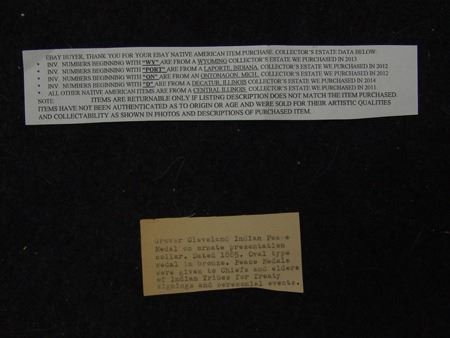 EBAY BUYER, THANK YOU FOR YOUR EBAY NATIVE AMERICAN ITEM PURCHASE. COLLECTOR'S ESTATE DATA BELOW:
• INV. NUMBERS BEGINNING WITH "WY" ARE FROM A WYOMING COLLECTOR'S ESTATE WE PURCHASED IN 2013
• INV. NUMBERS BEGINNING WITH "PORT" ARE FROM A LAPORTE, INDIANA, COLLECTOR'S ESTATE WE PURCHASED IN 2012
• INV. NUMBERS BEGINNING WITH "ON" ARE FROM AN ONTONAGON, MICH. COLLECTOR'S ESTATE WE PURCHASED IN 2012
• INV. NUMBERS BEGINNING WITH "D" ARE FROM A DECATUR, ILLINOIS COLLECTOR'S ESTATE WE PURCHASED IN 2014
• ALL OTHER NATIVE AMERICAN ITEMS ARE FROM A CENTRAL ILLINOIS COLLECTOR'S ESTATE WE PURCHASED IN 2011
NOTE: ITEMS ARE RETURNABLE ONLY IF LISTING DESCRIPTION DOES NOT MATCH THE ITEM PURCHASED.
ITEMS HAVE NOT BEEN AUTHENTICATED AS TO ORIGIN OR AGE AND WERE SOLD FOR THEIR ARTISTIC QUALITIES
AND COLLECTABILITY AS SHOWN IN PHOTOS AND DESCRIPTIONS OF PURCHASED ITEM.
Grover Cleveland Indian Peace
Medal on ornate presentation
collar. Dated 1885. Oval type
medal in bronze. Peace Medals
were given to Chiefs and elders
of Indian Tribes for Treaty
signings and ceremonial events.